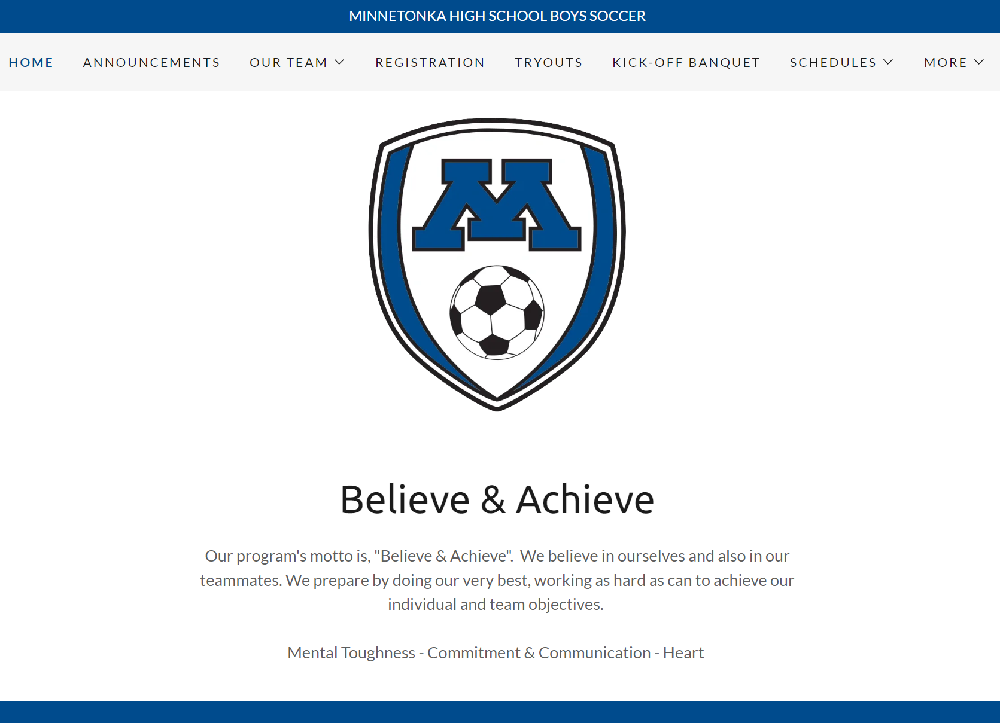 MINNETONKA HIGH SCHOOL BOYS SOCCER
HOME ANNOUNCEMENTS OUR TEAM REGISTRATION TRYOUTS KICK-OFF BANQUET SCHEDULES MORE
M
Believe & Achieve
Our program's motto is, "Believe & Achieve".  We believe in ourselves and also in our
teammates. We prepare by doing our very best, working as hard as can to achieve our
individual and team objectives.
Mental Toughness - Commitment & Communication - Heart